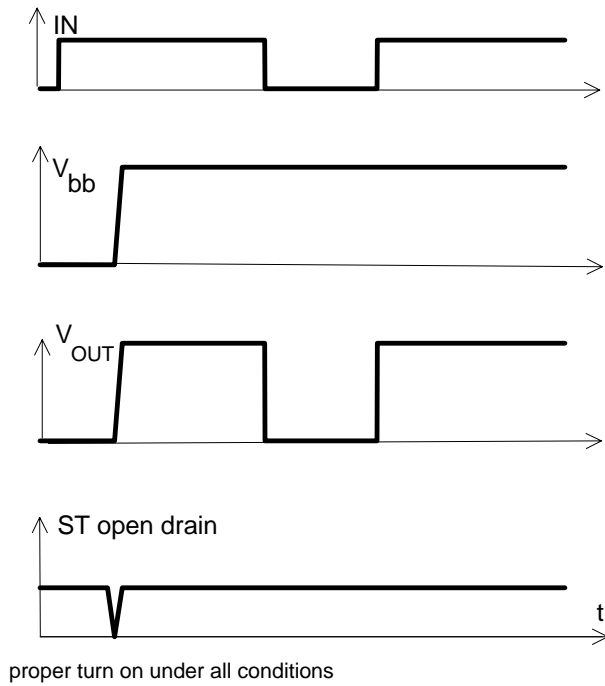 IN
V
bb
V
OUT
ST open drain
t
proper turn on under all conditions